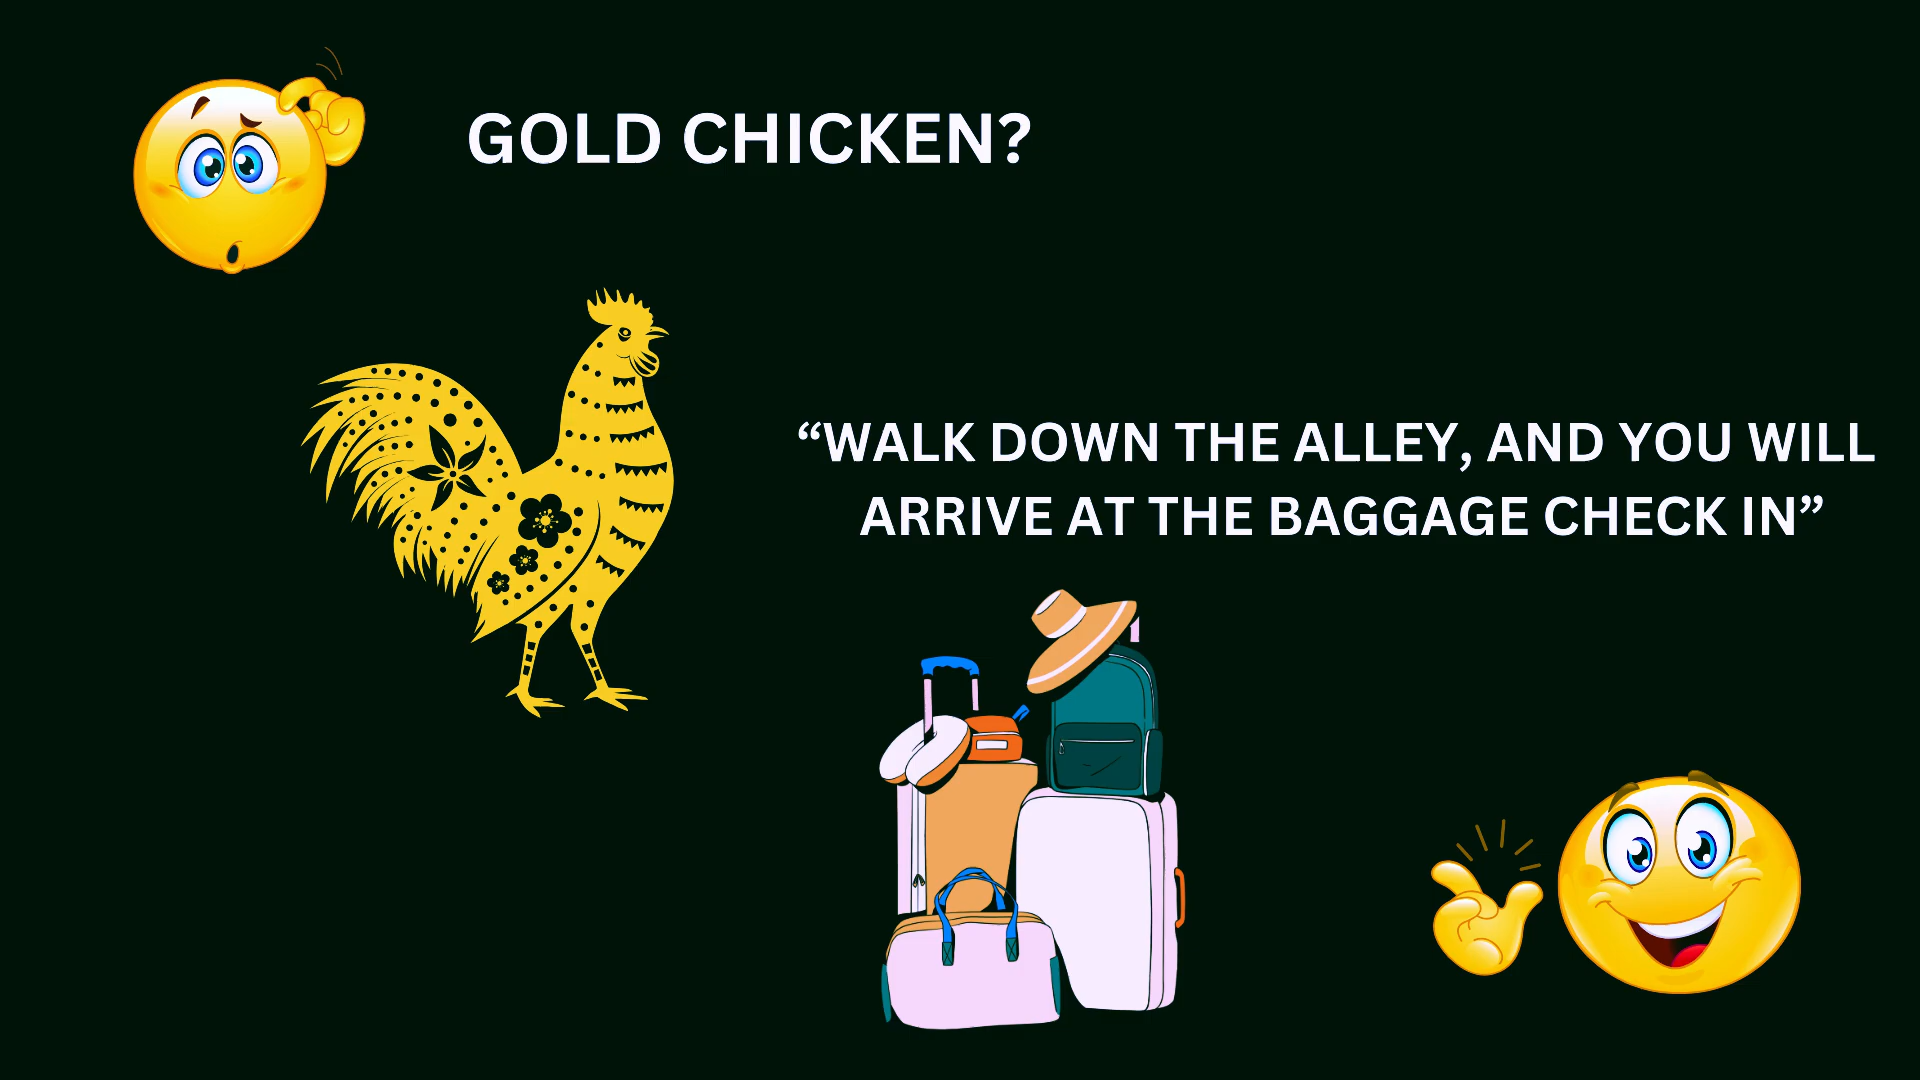 GOLD CHICKEN?
“WALK DOWN THE ALLEY, AND YOU WILL
ARRIVE AT THE BAGGAGE CHECK IN”